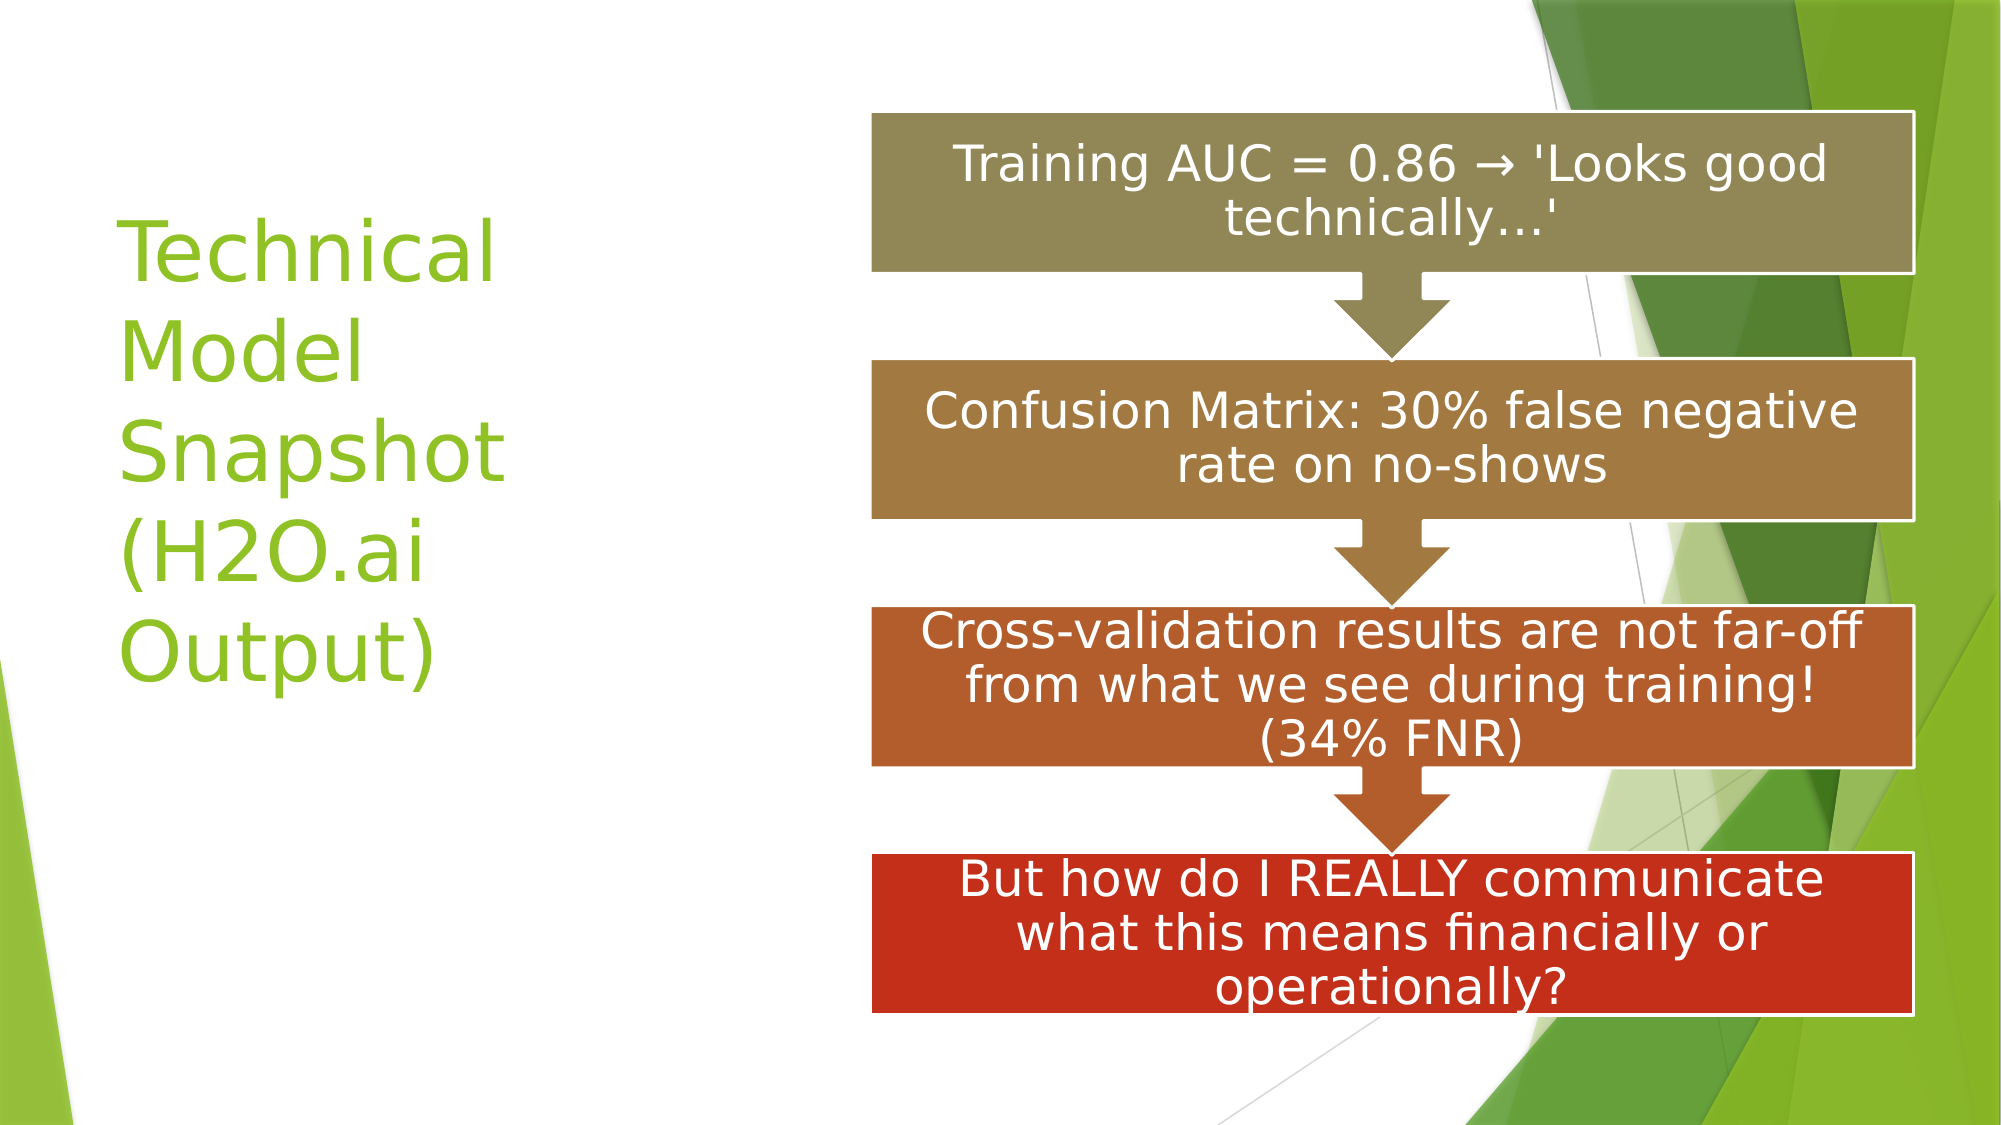 Technical
Model
Snapshot
(H2O.ai
Output)
Training AUC = 0.86 → 'Looks good
technically…'
Confusion Matrix: 30% false negative
rate on no-shows
Cross-validation results are not far-off
from what we see during training!
(34% FNR)
But how do I REALLY communicate
what this means financially or
operationally?